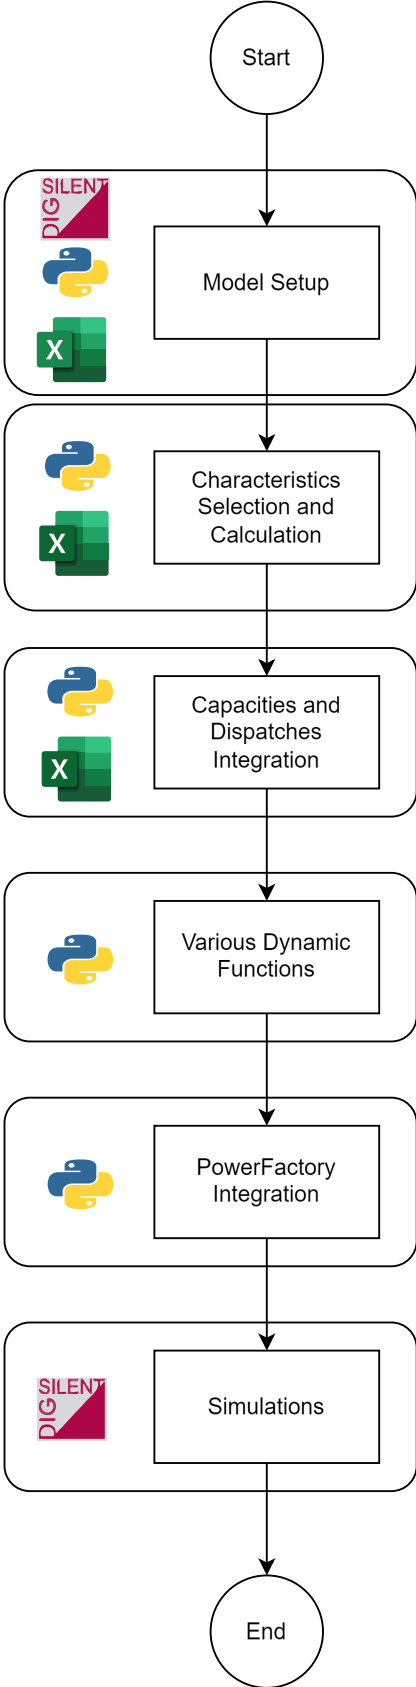 Start
SILENT
DIG
Model Setup
X
Characteristics
Selection and
Calculation
X
Capacities and
Dispatches
Integration
X
Various Dynamic
Functions
PowerFactory
Integration
SILENT
DIG
Simulations
End